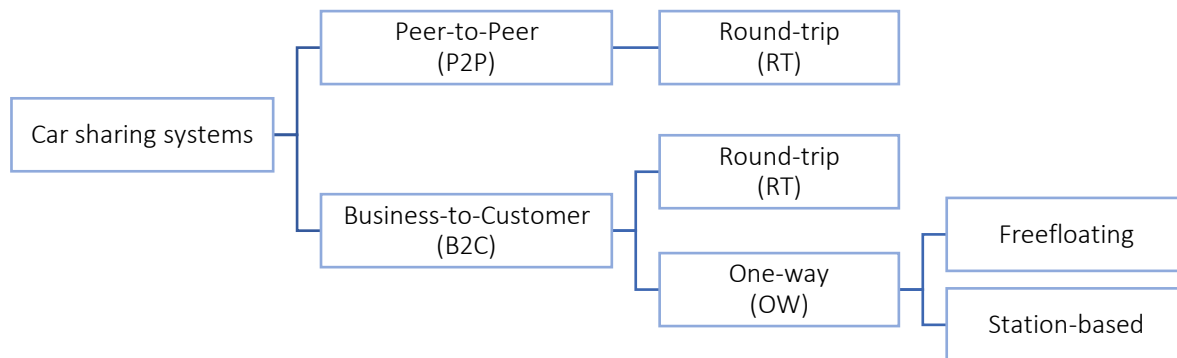 Peer-to-Peer
(P2P)
Round-trip
(RT)
Car sharing systems
Round-trip
(RT)
Business-to-Customer
(B2C)
Freefloating
One-way
(OW)
Station-based